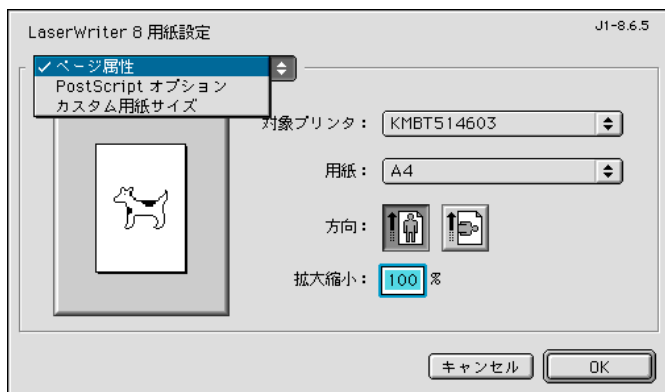 LaserWriter 8 用紙設定
J1-8.6.5
✓ページ属性
PostScript オプション
カスタム用紙サイズ
対象プリンタ： KMBT514603
用紙： A4
方向：
拡大縮小： 100 %
キャンセル OK